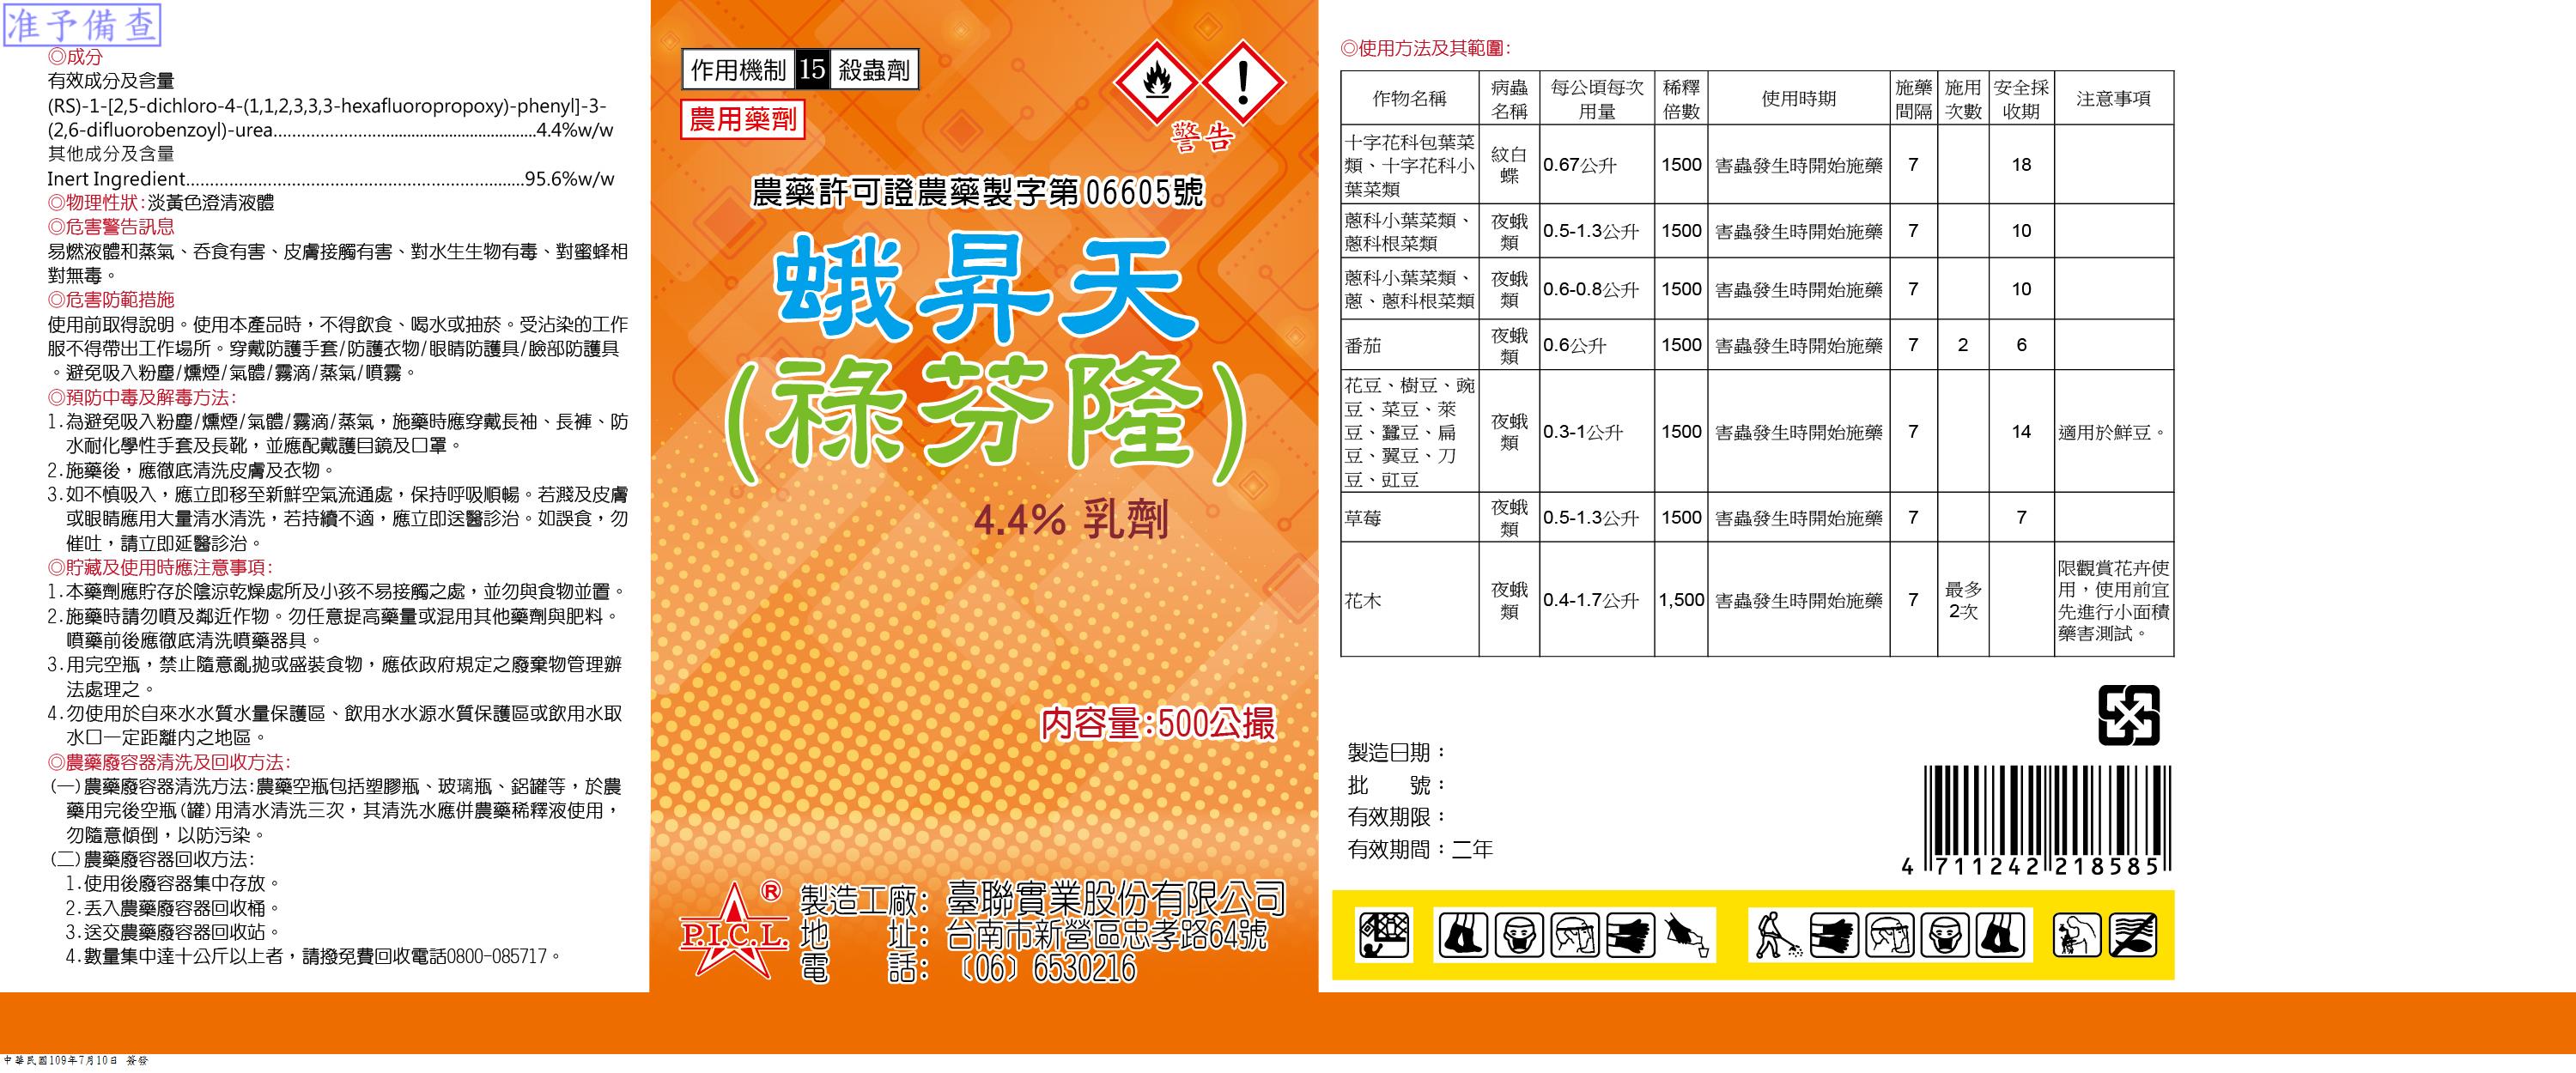 准予備查
◎成分
有效成分及含量
(RS)-1-[2,5-dichloro-4-(1,1,2,3,3,3-hexafluoropropoxy)-phenyl]-3-
(2,6-difluorobenzoyl)-urea.....................................................4.4%w/w
其他成分及含量
Inert Ingredient....................................................................95.6%w/w
◎物理性狀:淡黃色澄清液體
◎危害警告訊息
易燃液體和蒸氣、吞食有害、皮膚接觸有害、對水生生物有毒、對蜜蜂相
對無毒。
◎危害防範措施
使用前取得說明。使用本產品時，不得飲食、喝水或抽菸。受沾染的工作
服不得帶出工作場所。穿戴防護手套/防護衣物/眼睛防護具/臉部防護具
。避免吸入粉塵/燻煙/氣體/霧滴/蒸氣/噴霧。
◎預防中毒及解毒方法:
1.為避免吸入粉塵/燻煙/氣體/霧滴/蒸氣，施藥時應穿戴長袖、長褲、防
水耐化學性手套及長靴，並應配戴護目鏡及口罩。
2.施藥後，應徹底清洗皮膚及衣物。
3.如不慎吸入，應立即移至新鮮空氣流通處，保持呼吸順暢。若濺及皮膚
或眼睛應用大量清水清洗，若持續不適，應立即送醫診治。如誤食，勿
催吐，請立即延醫診治。
◎貯藏及使用時應注意事項:
1.本藥劑應貯存於陰涼乾燥處所及小孩不易接觸之處，並勿與食物並置。
2.施藥時請勿噴及鄰近作物。勿任意提高藥量或混用其他藥劑與肥料。
噴藥前後應徹底清洗噴藥器具。
3.用完空瓶，禁止隨意亂拋或盛裝食物，應依政府規定之廢棄物管理辦
法處理之。
4.勿使用於自來水水質水量保護區、飲用水水源水質保護區或飲用水取
水口一定距離內之地區。
◎農藥廢容器清洗及回收方法:
(一)農藥廢容器清洗方法:農藥空瓶包括塑膠瓶、玻璃瓶、鋁罐等，於農
藥用完後空瓶(罐)用清水清洗三次，其清洗水應併農藥稀釋液使用，
勿隨意傾倒，以防污染。
(二)農藥廢容器回收方法:
1.使用後廢容器集中存放。
2.丟入農藥廢容器回收桶。
3.送交農藥廢容器回收站。
4.數量集中達十公斤以上者，請撥免費回收電話0800-085717。
中華民國109年7月10日 簽發
作用機制 15 殺蟲劑
農用藥劑
警告
農藥許可證農藥製字第06605號
蛾昇天
(祿芬隆)
4.4% 乳劑
內容量:500公撮
®
P.I.C.L.
製造工廠: 臺聯實業股份有限公司
地 址: 台南市新營區忠孝路64號
電 話: (06) 6530216
◎使用方法及其範圍:
作物名稱 病蟲名稱 每公頃每次用量 稀釋倍數 使用時期 施藥間隔 施用次數 安全採收期 注意事項
十字花科包葉菜類、十字花科小葉菜類 紋白蝶 0.67公升 1500 害蟲發生時開始施藥 7 18
蔥科小葉菜類、蔥科根菜類 夜蛾類 0.5-1.3公升 1500 害蟲發生時開始施藥 7 10
蔥科小葉菜類、蔥、蔥科根菜類 夜蛾類 0.6-0.8公升 1500 害蟲發生時開始施藥 7 10
番茄 夜蛾類 0.6公升 1500 害蟲發生時開始施藥 7 2 6
花豆、樹豆、豌豆、菜豆、萊豆、蠶豆、扁豆、翼豆、刀豆、豇豆 夜蛾類 0.3-1公升 1500 害蟲發生時開始施藥 7 14 適用於鮮豆。
草莓 夜蛾類 0.5-1.3公升 1500 害蟲發生時開始施藥 7 7
花木 夜蛾類 0.4-1.7公升 1,500 害蟲發生時開始施藥 7 最多2次 限觀賞花卉使用，使用前宜先進行小面積藥害測試。
製造日期：
批 號：
有效期限：
有效期間：二年
4 711242 218585